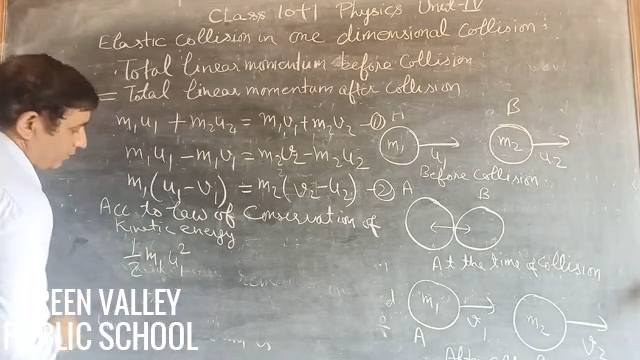 Class 10+1 Physics Unit-IV
Elastic collision in one dimensional collision:
Total linear momentum before collision
= Total linear momentum after collision
m₁u₁ + m₂u₂ = m₁v₁ + m₂v₂ –①
m₁u₁ – m₁v₁ = m₂v₂ – m₂u₂
m₁(u₁ – v₁) = m₂(v₂ – u₂) –②
Acc to law of Conservation of
Kinetic energy
1/2 m₁u₁²
A
B
m₁
u₁
m₂
u₂
Before collision
A
B
At the time of collision
m₁
v₁
A
m₂
v₂
After
GREEN VALLEY
PUBLIC SCHOOL